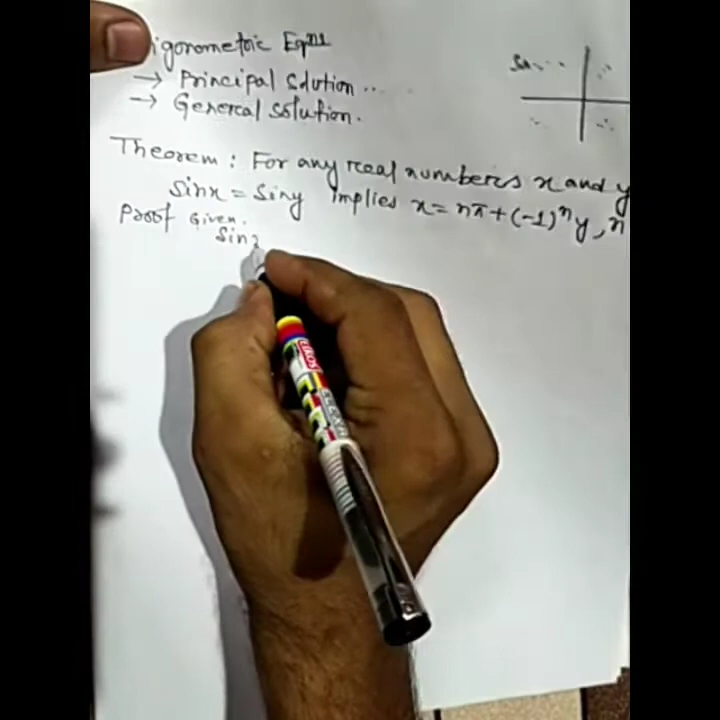 igonometric Eqns
→ Principal solution ..
→ General solution.
Theorem : For any real numbers x and y
Sinx = Siny implies x = nπ + (-1)ⁿy, n
Proof Given.
Sin